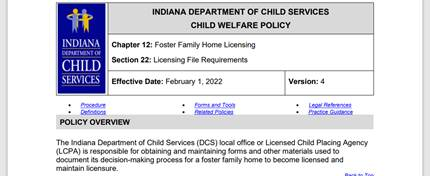 INDIANA DEPARTMENT OF CHILD SERVICES
CHILD WELFARE POLICY
INDIANA
DEPARTMENT OF
CHILD
SERVICES
Chapter 12: Foster Family Home Licensing
Section 22: Licensing File Requirements
Effective Date: February 1, 2022
Version: 4
Procedure
Forms and Tools
Legal References
Definitions
Related Policies
Practice Guidance
POLICY OVERVIEW
The Indiana Department of Child Services (DCS) local office or Licensed Child Placing Agency
(LCPA) is responsible for obtaining and maintaining forms and other materials used to
document its decision-making process for a foster family home to become licensed and
maintain licensure.
Back to Top